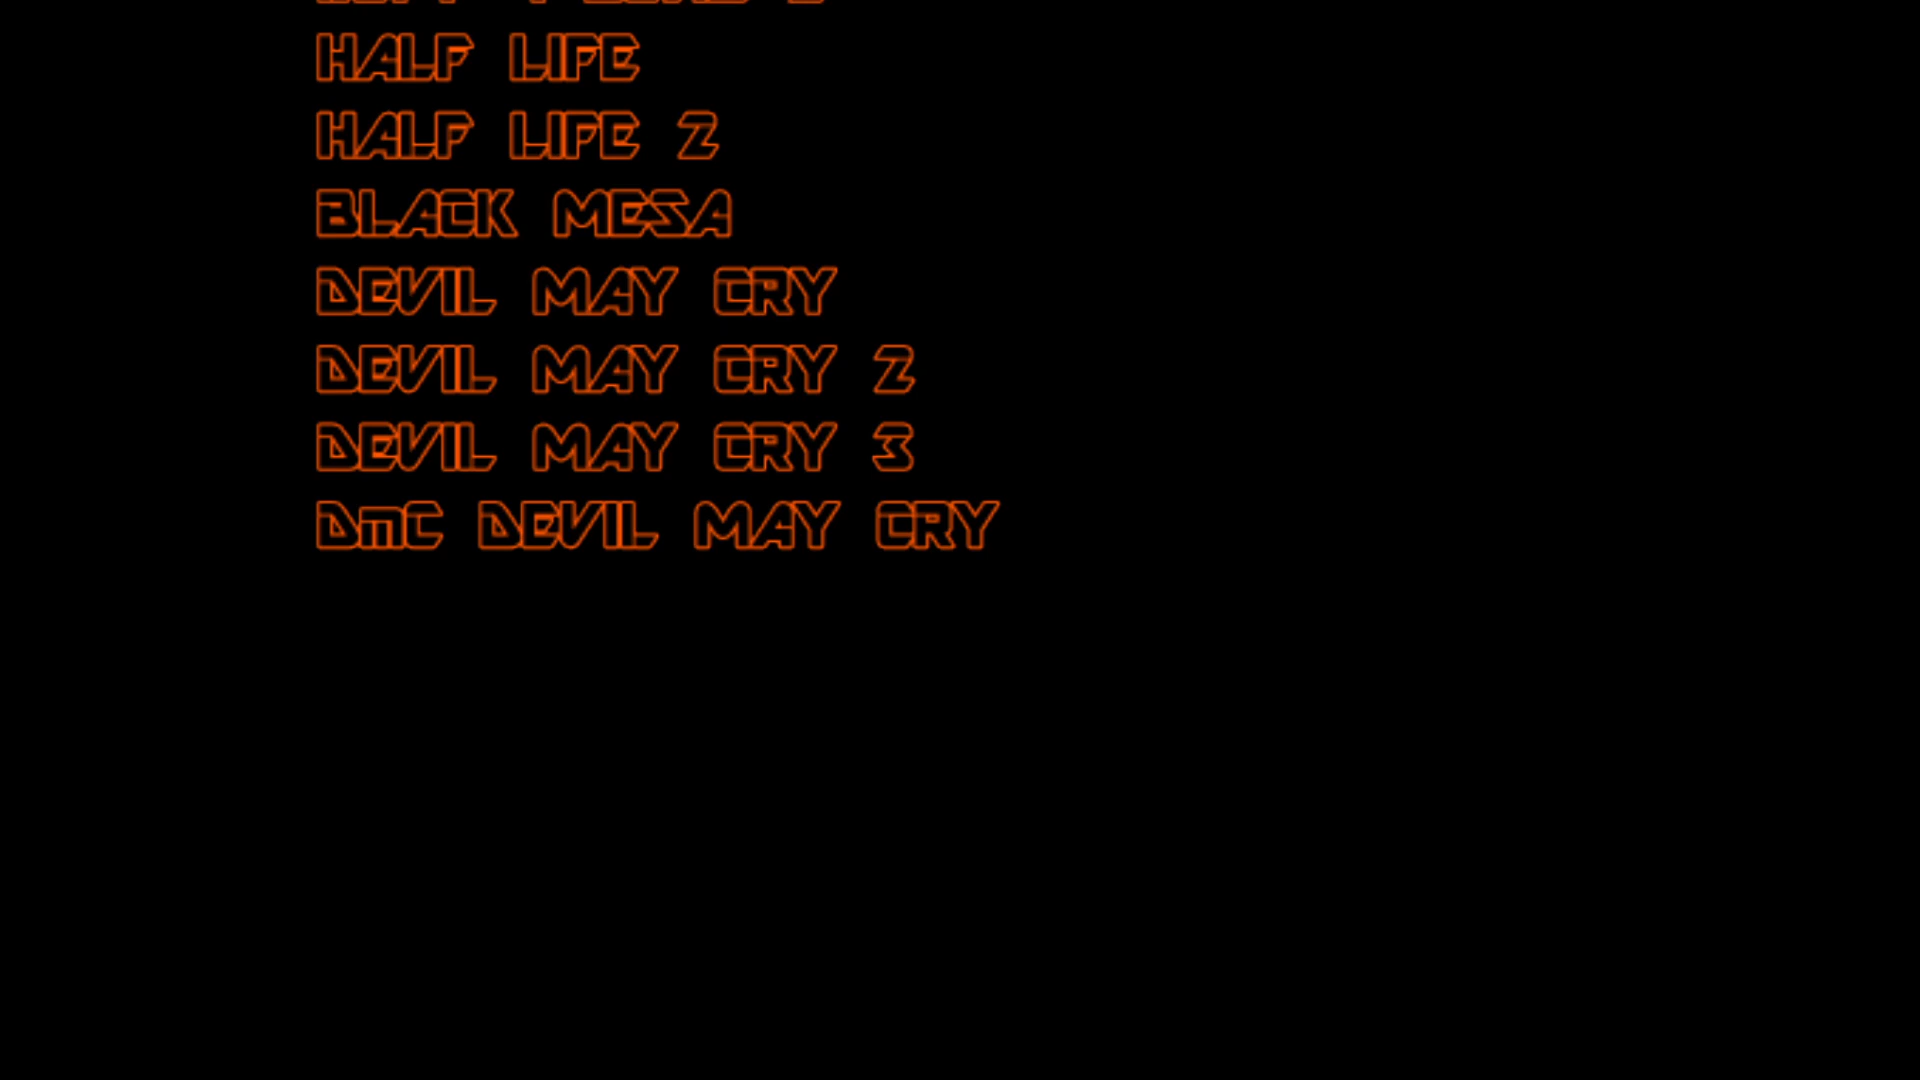 HALF LIFE
HALF LIFE 2
BLACK MESA
DEVIL MAY CRY
DEVIL MAY CRY 2
DEVIL MAY CRY 3
DmC DEVIL MAY CRY